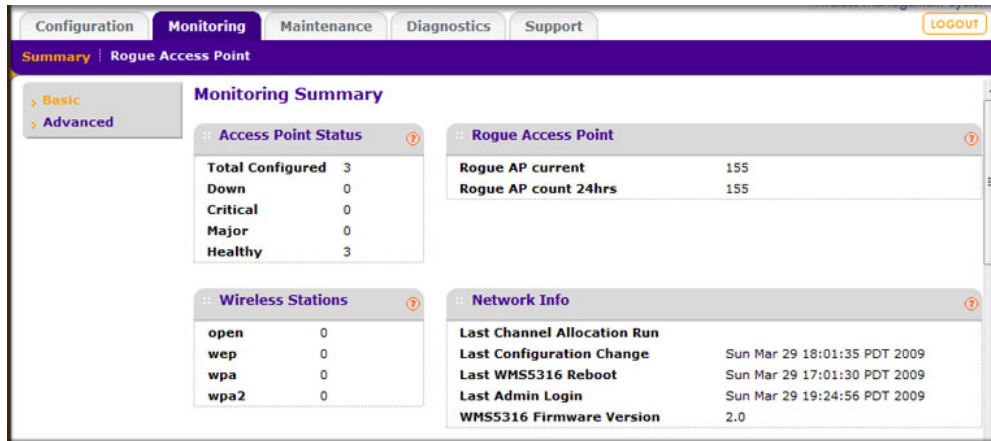 Configuration Monitoring Maintenance Diagnostics Support
LOGOUT
Summary Rogue Access Point
Basic
Advanced
Monitoring Summary
Access Point Status ?
Total Configured 3
Down 0
Critical 0
Major 0
Healthy 3
Rogue Access Point ?
Rogue AP current 155
Rogue AP count 24hrs 155
Wireless Stations ?
open 0
wep 0
wpa 0
wpa2 0
Network Info ?
Last Channel Allocation Run
Last Configuration Change Sun Mar 29 18:01:35 PDT 2009
Last WMS5316 Reboot Sun Mar 29 17:01:30 PDT 2009
Last Admin Login Sun Mar 29 19:24:56 PDT 2009
WMS5316 Firmware Version 2.0